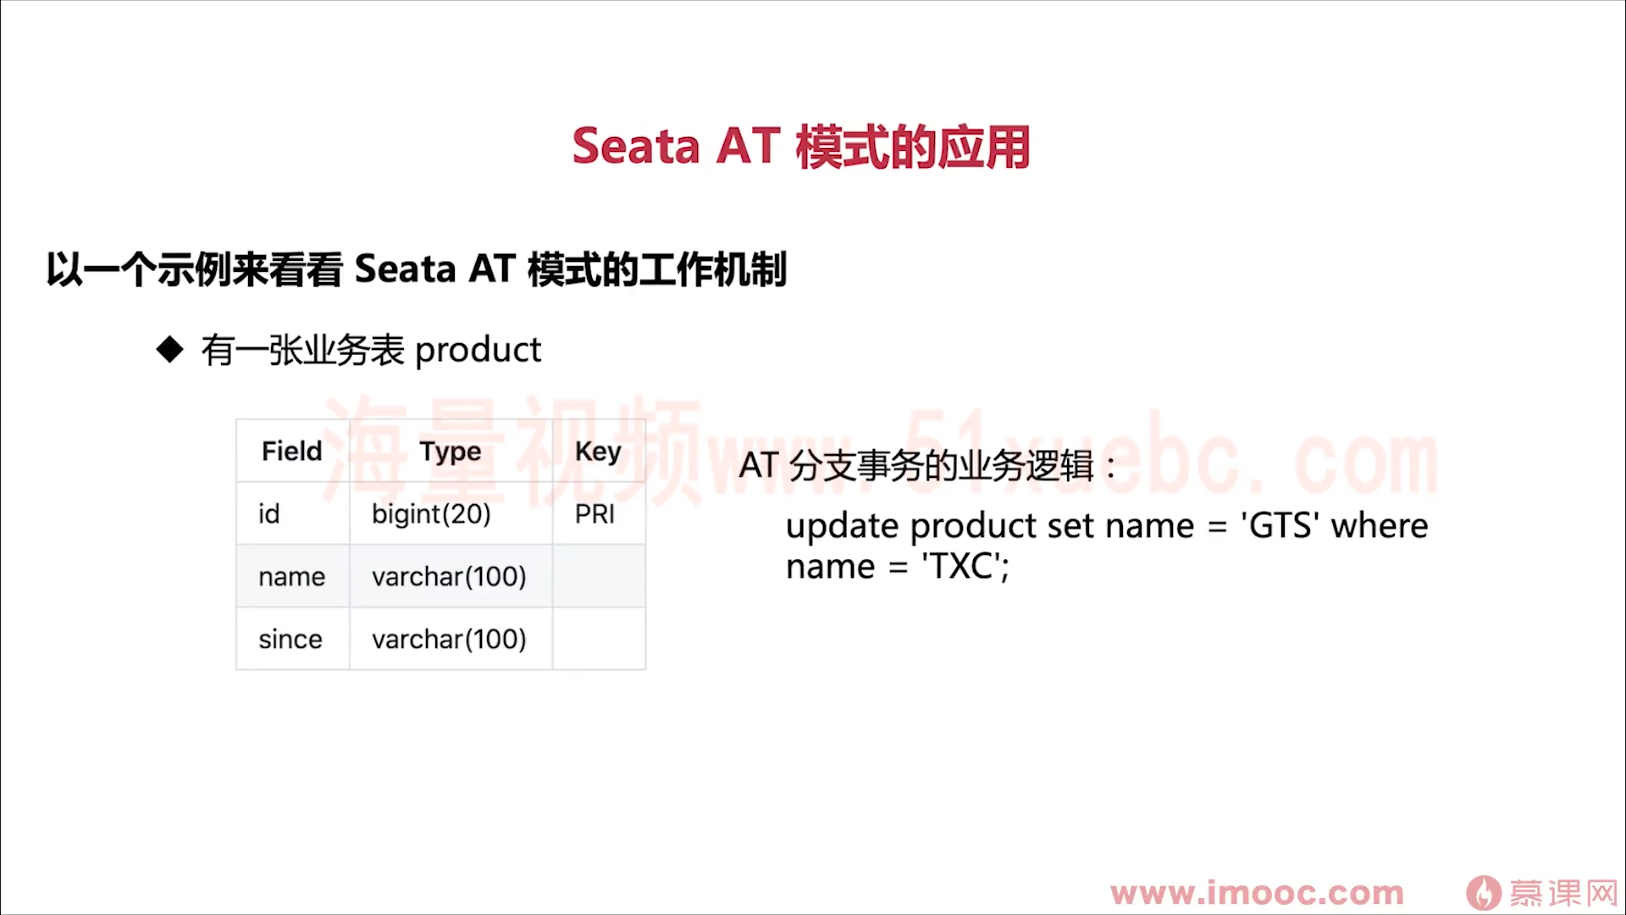 Seata AT 模式的应用
以一个示例来看看 Seata AT 模式的工作机制
◆ 有一张业务表 product
海量视频www.51xuebc.com
Field Type Key
id bigint(20) PRI
name varchar(100)
since varchar(100)
AT 分支事务的业务逻辑：
update product set name = 'GTS' where
name = 'TXC';
www.imooc.com 慕课网